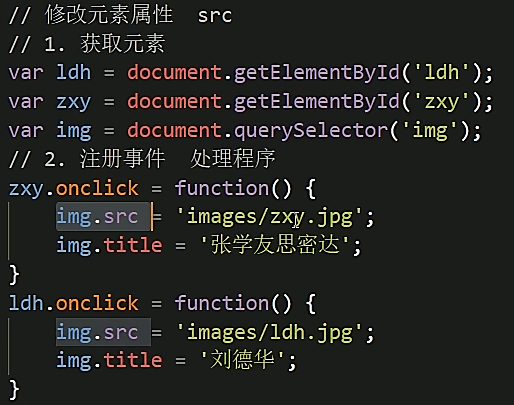 // 修改元素属性  src
// 1. 获取元素
var ldh = document.getElementById('ldh');
var zxy = document.getElementById('zxy');
var img = document.querySelector('img');
// 2. 注册事件  处理程序
zxy.onclick = function() {
    img.src = 'images/zxy.jpg';
    img.title = '张学友思密达';
}
ldh.onclick = function() {
    img.src = 'images/ldh.jpg';
    img.title = '刘德华';
}